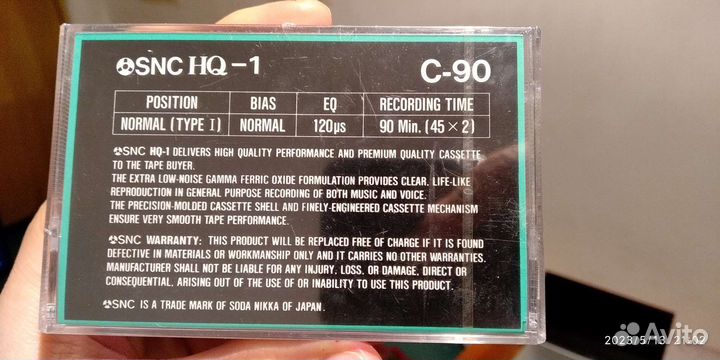 SNC HQ-1 C-90
POSITION BIAS EQ RECORDING TIME
NORMAL (TYPE I) NORMAL 120µs 90 Min. (45×2)
SNC HQ-1 DELIVERS HIGH QUALITY PERFORMANCE AND PREMIUM QUALITY CASSETTE
TO THE TAPE BUYER.
THE EXTRA LOW-NOISE GAMMA FERRIC OXIDE FORMULATION PROVIDES CLEAR. LIFE-LIKE
REPRODUCTION IN GENERAL PURPOSE RECORDING OF BOTH MUSIC AND VOICE.
THE PRECISION-MOLDED CASSETTE SHELL AND FINELY-ENGINEERED CASSETTE MECHANISM
ENSURE VERY SMOOTH TAPE PERFORMANCE.
SNC WARRANTY: THIS PRODUCT WILL BE REPLACED FREE OF CHARGE IF IT IS FOUND
DEFECTIVE IN MATERIALS OR WORKMANSHIP ONLY AND IT CARRIES NO OTHER WARRANTIES.
MANUFACTURER SHALL NOT BE LIABLE FOR ANY INJURY. LOSS. OR DAMAGE. DIRECT OR
CONSEQUENTIAL. ARISING OUT OF THE USE OF OR INABILITY TO USE THIS PRODUCT.
SNC IS A TRADE MARK OF SODA NIKKA OF JAPAN.
Avito
2023/5/13 21:02